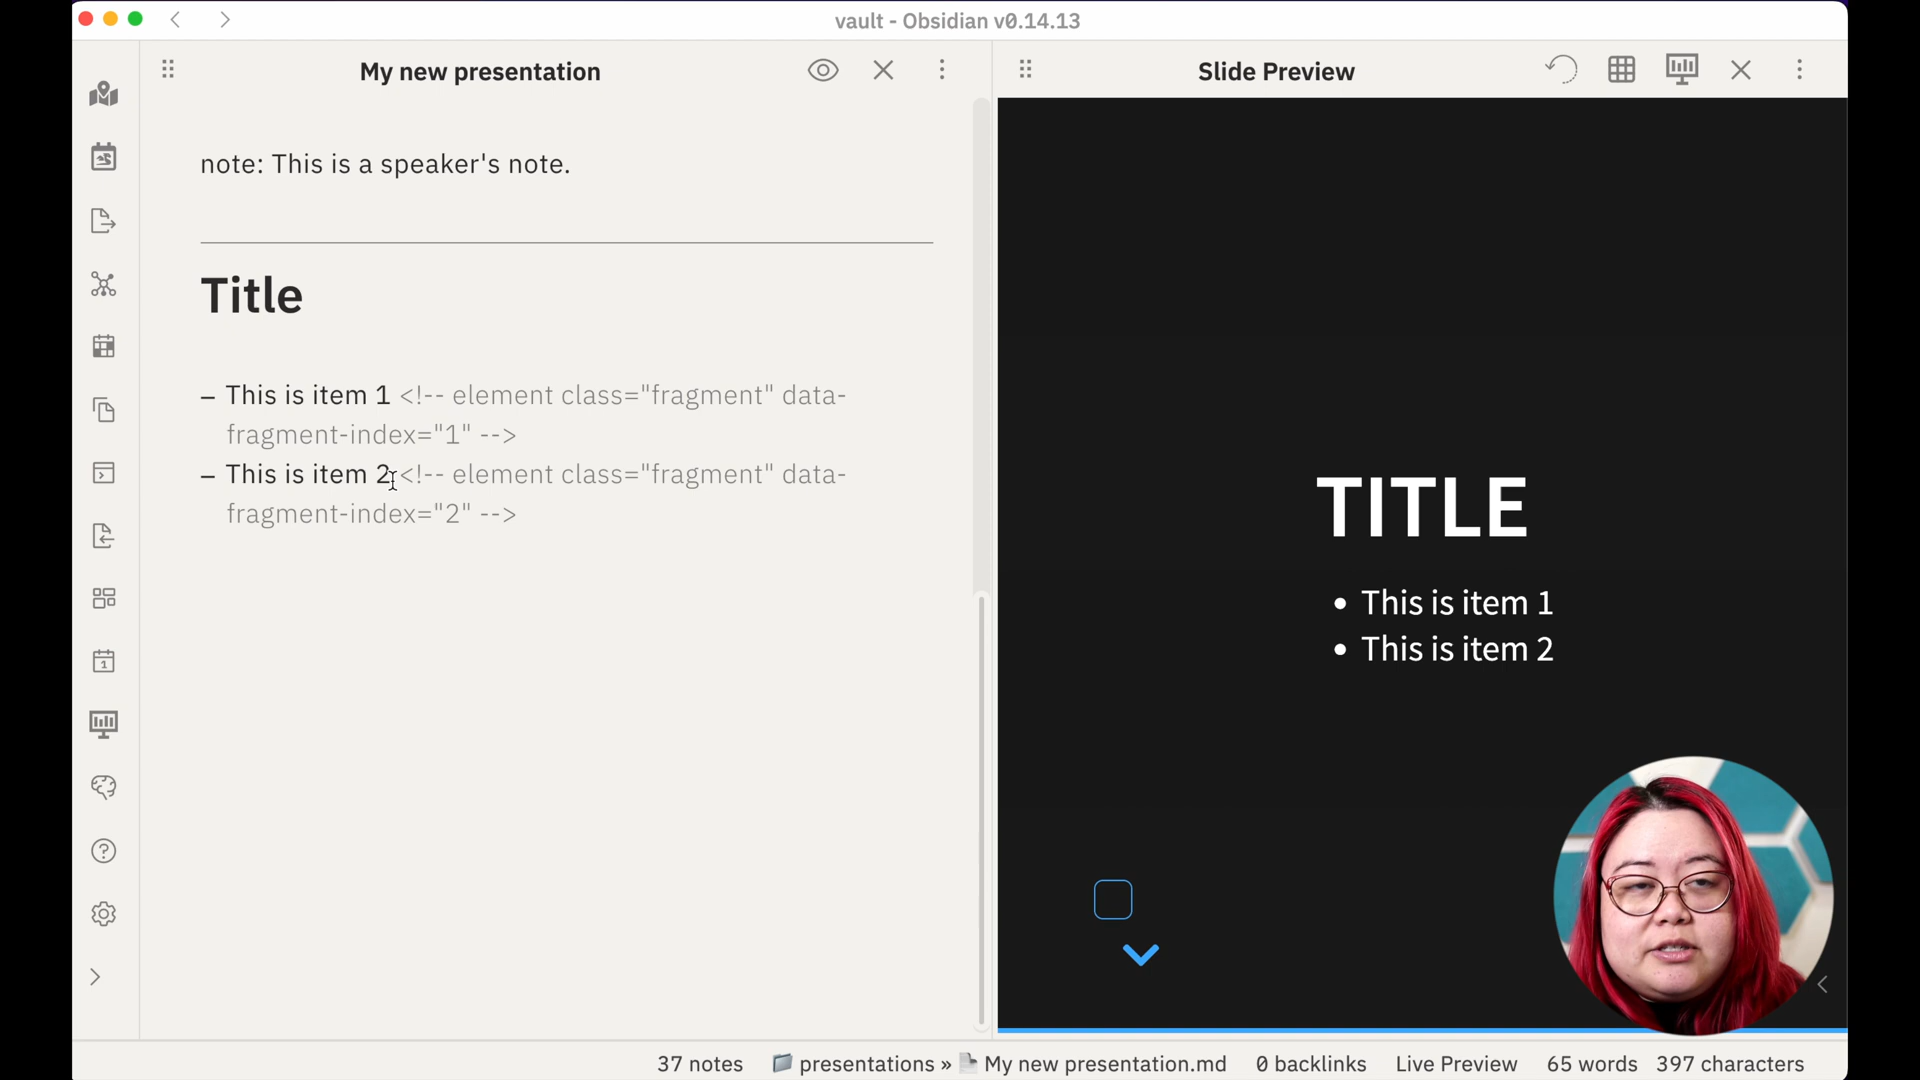 vault - Obsidian v0.14.13
My new presentation
Slide Preview
note: This is a speaker's note.
Title
– This is item 1 <!-- element class="fragment" data-
fragment-index="1" -->
– This is item 2 <!-- element class="fragment" data-
fragment-index="2" -->
TITLE
• This is item 1
• This is item 2
1
37 notes presentations » My new presentation.md 0 backlinks Live Preview 65 words 397 characters